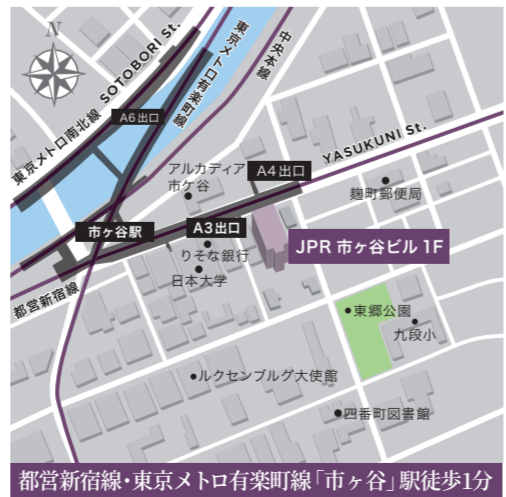 N
SOTOBORI St.
東京メトロ南北線
東京メトロ有楽町線
中央本線
A6出口
YASUKUNI St.
アルカディア
市ケ谷
A4出口
麹町郵便局
市ヶ谷駅
A3出口
りそな銀行
日本大学
JPR 市ヶ谷ビル 1F
都営新宿線
東郷公園
九段小
ルクセンブルグ大使館
四番町図書館
都営新宿線・東京メトロ有楽町線「市ヶ谷」駅徒歩1分